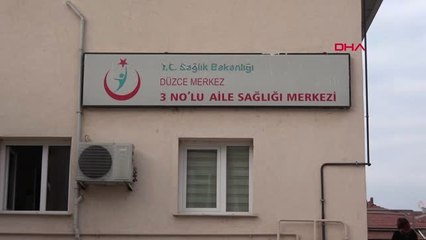 DHA
T.C. Sağlık Bakanlığı
DÜZCE MERKEZ
3 NO'LU AİLE SAĞLIĞI MERKEZİ